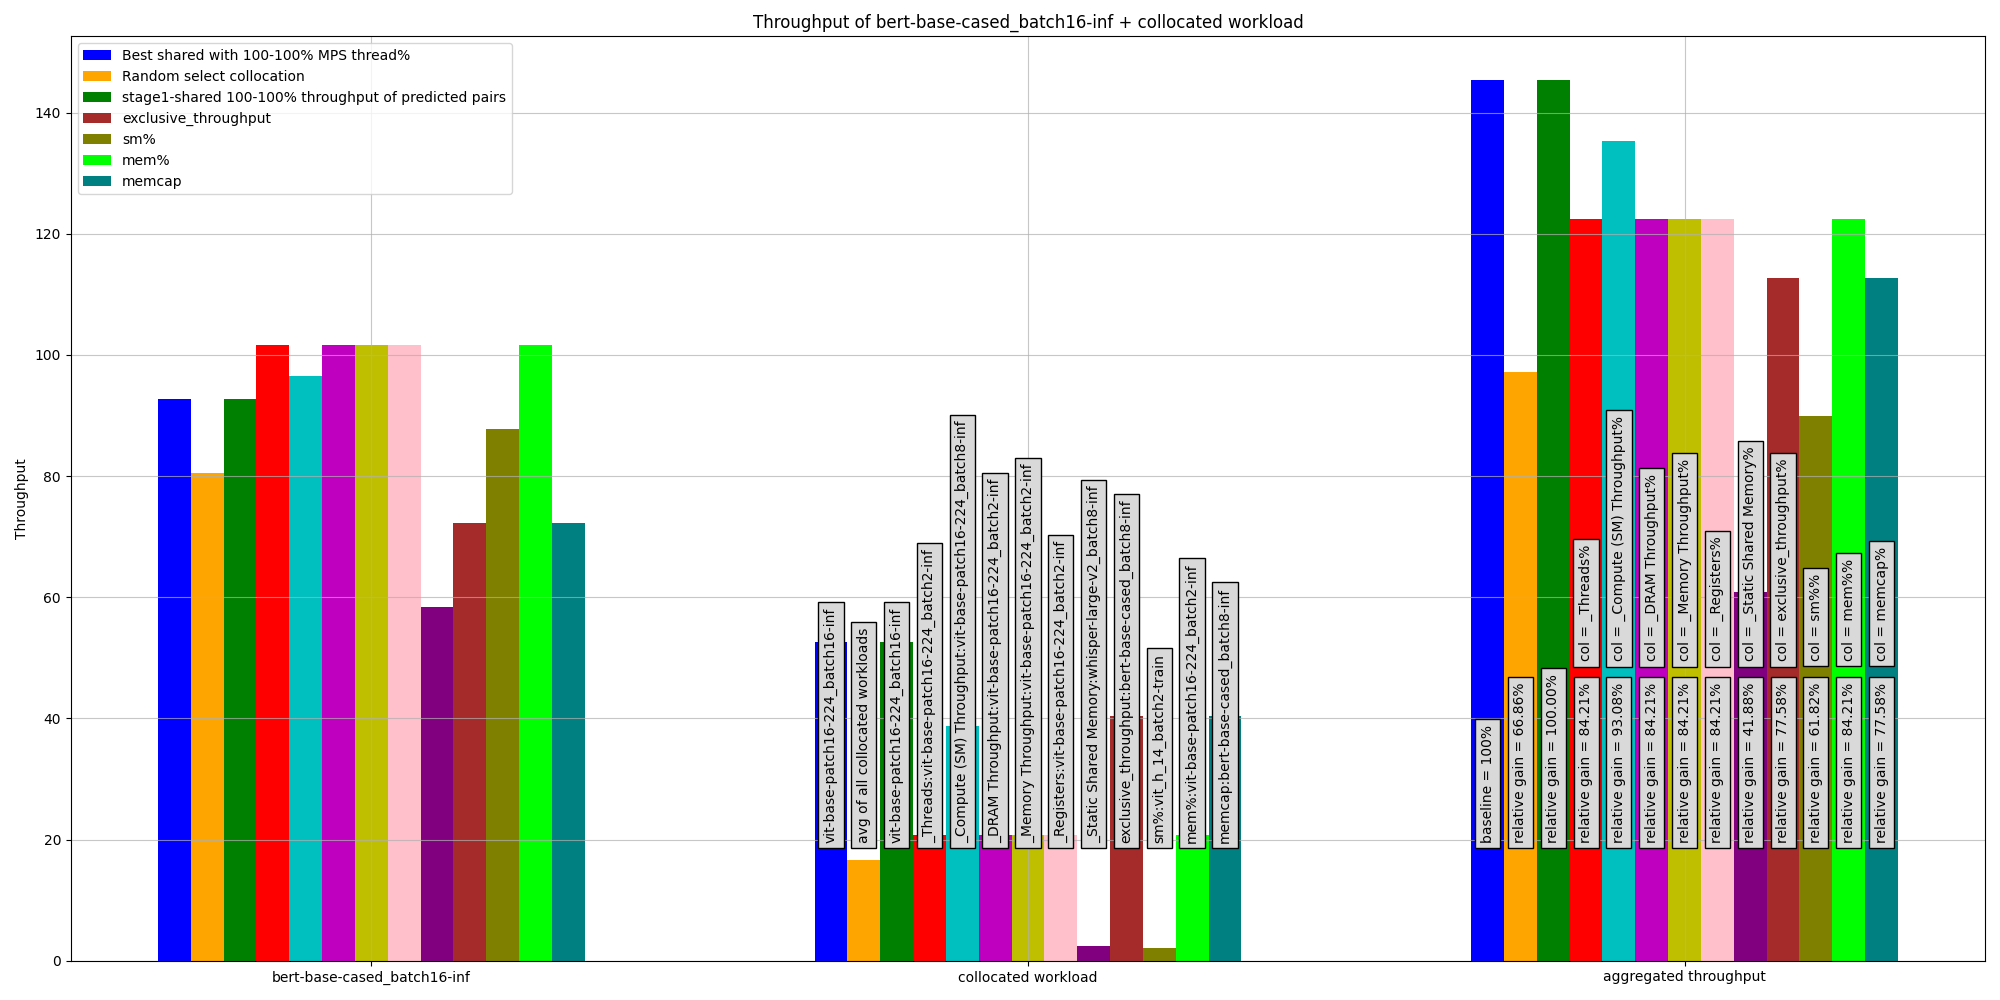 Throughput of bert-base-cased_batch16-inf + collocated workload
Best shared with 100-100% MPS thread%
Random select collocation
stage1-shared 100-100% throughput of predicted pairs
exclusive_throughput
sm%
mem%
memcap
Throughput
140
120
100
80
60
40
20
0
vit-base-patch16-224_batch16-inf
avg of all collocated workloads
vit-base-patch16-224_batch16-inf
_Threads:vit-base-patch16-224_batch2-inf
_Compute (SM) Throughput:vit-base-patch16-224_batch8-inf
_DRAM Throughput:vit-base-patch16-224_batch2-inf
_Memory Throughput:vit-base-patch16-224_batch2-inf
_Registers:vit-base-patch16-224_batch2-inf
_Static Shared Memory:whisper-large-v2_batch8-inf
exclusive_throughput:bert-base-cased_batch8-inf
sm%:vit_h_14_batch2-train
mem%:vit-base-patch16-224_batch2-inf
memcap:bert-base-cased_batch8-inf
col = _Threads%
col = _Compute (SM) Throughput%
col = _DRAM Throughput%
col = _Memory Throughput%
col = _Registers%
col = _Static Shared Memory%
col = exclusive_throughput%
col = sm%%
col = mem%%
col = memcap%
baseline = 100%
relative gain = 66.86%
relative gain = 100.00%
relative gain = 84.21%
relative gain = 93.08%
relative gain = 84.21%
relative gain = 84.21%
relative gain = 84.21%
relative gain = 41.88%
relative gain = 77.58%
relative gain = 61.82%
relative gain = 84.21%
relative gain = 77.58%
bert-base-cased_batch16-inf
collocated workload
aggregated throughput